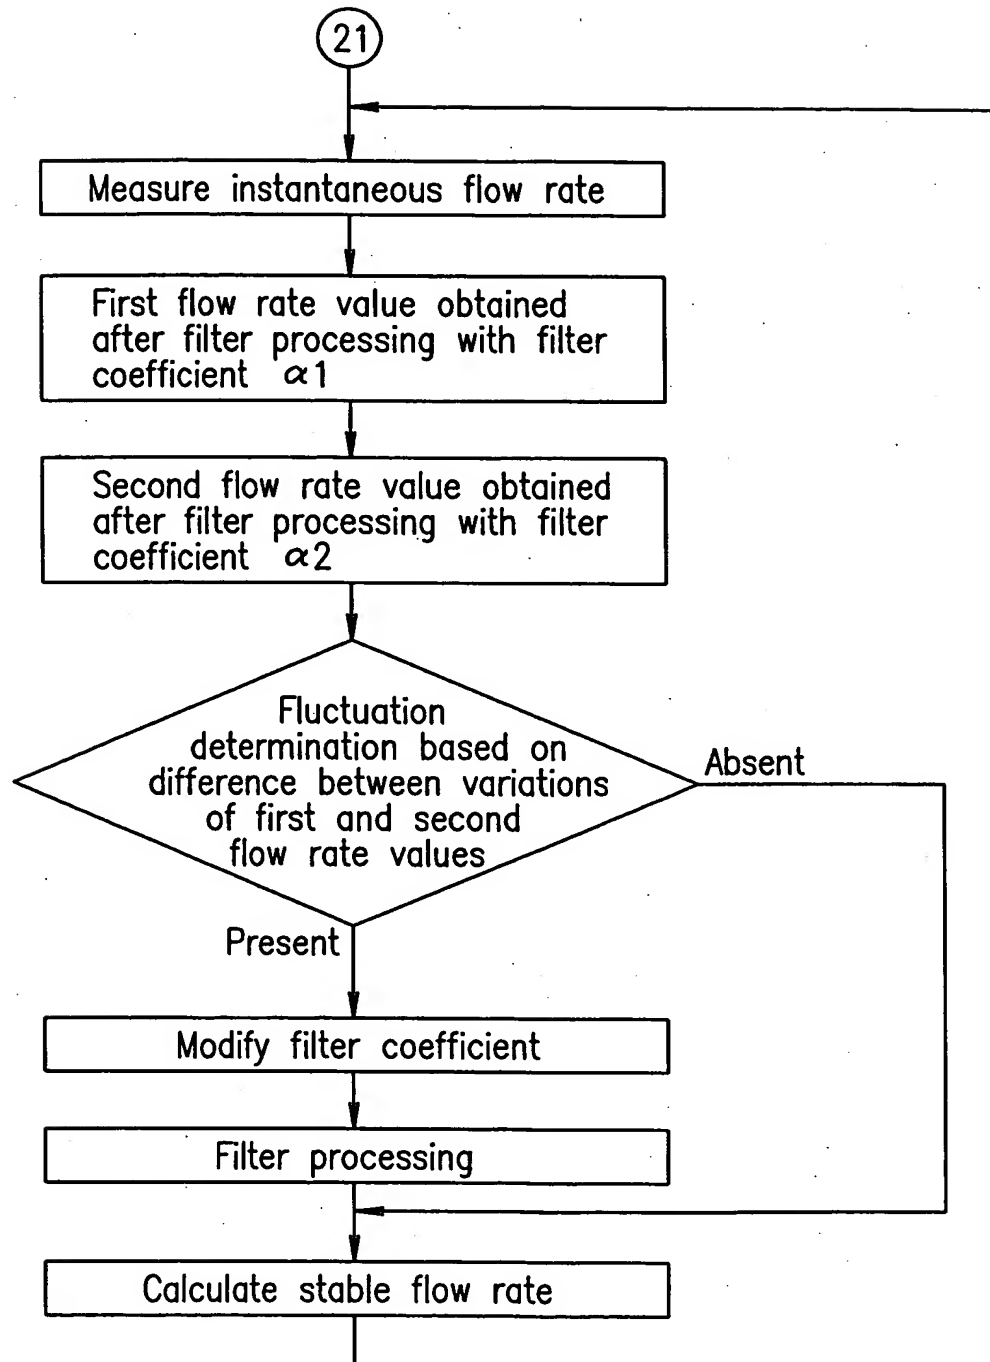 21
Measure instantaneous flow rate
First flow rate value obtained
after filter processing with filter
coefficient α1
Second flow rate value obtained
after filter processing with filter
coefficient α2
Fluctuation
determination based on
difference between variations
of first and second
flow rate values
Absent
Present
Modify filter coefficient
Filter processing
Calculate stable flow rate